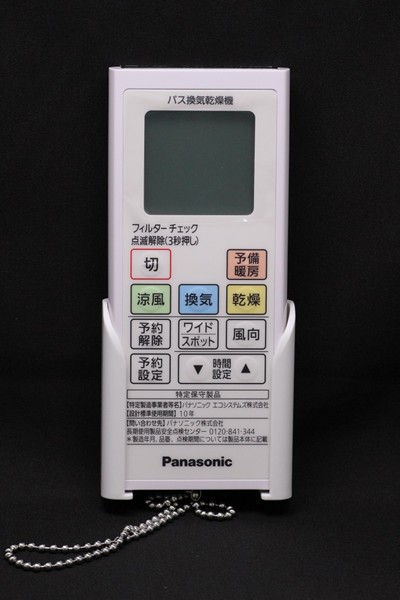 バス換気乾燥機
フィルターチェック
点滅解除(3秒押し)
切
予備
暖房
涼風
換気
乾燥
予約
解除
ワイド
スポット
風向
予約
設定
▼ 時間
設定 ▲
特定保守製品
【特定製造事業者等名】パナソニック エコシステムズ株式会社
【設計標準使用期間】10年
【問い合わせ先】パナソニック株式会社
長期使用製品安全点検センター 0120-841-344
＊製造年月、品番、点検期間については製品本体に記載
Panasonic